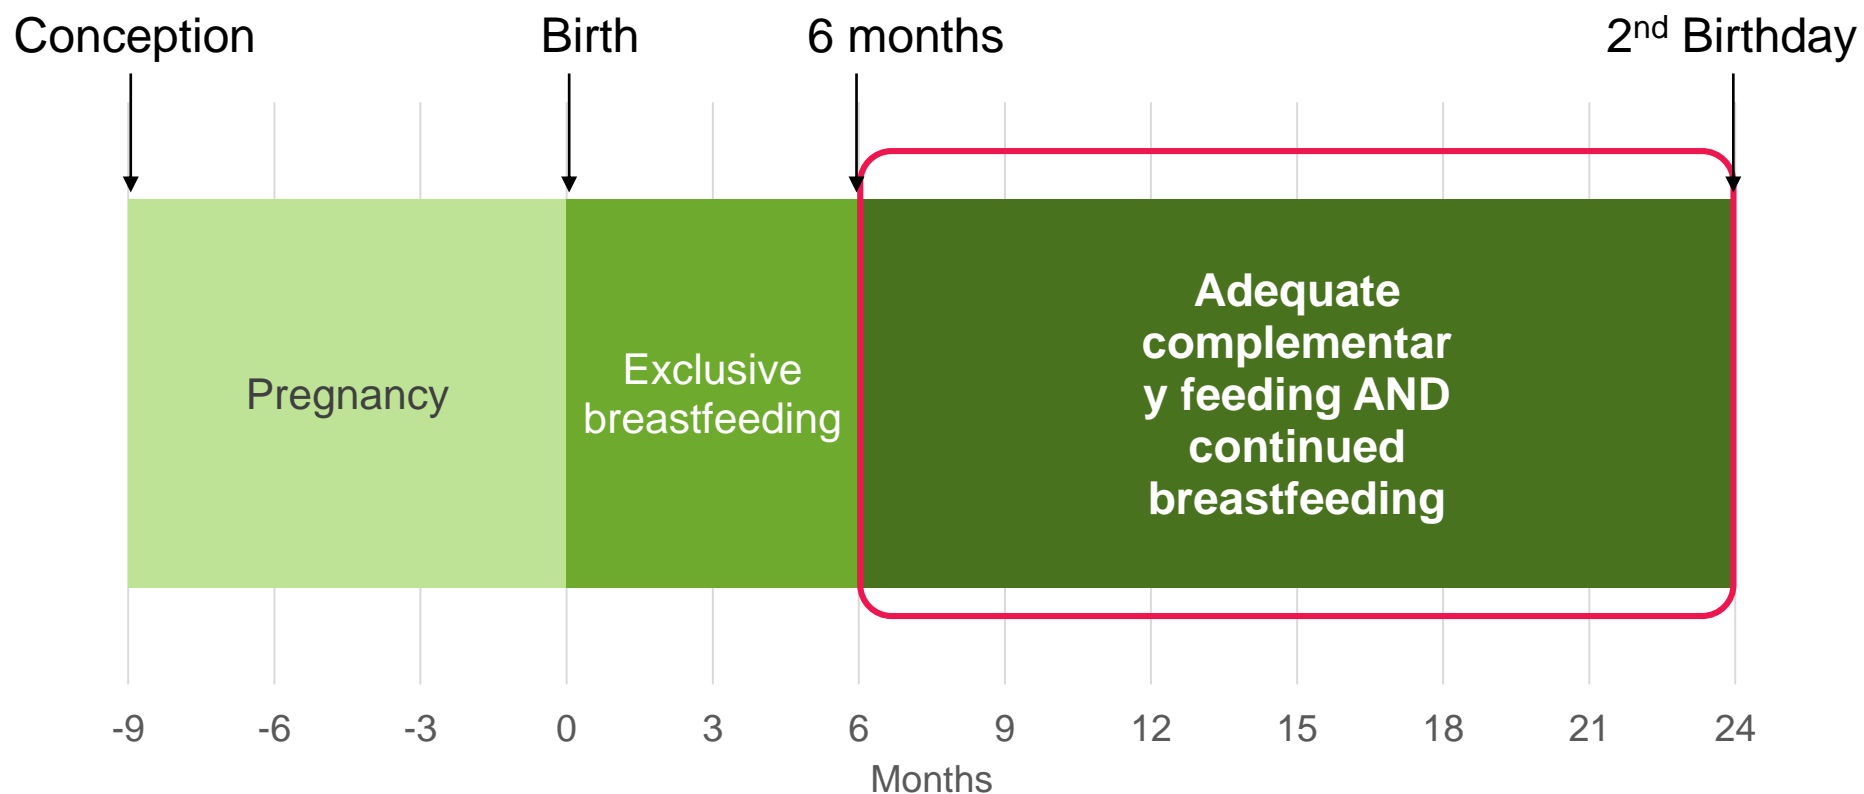 Conception Birth 6 months 2nd Birthday
Pregnancy
Exclusive
breastfeeding
Adequate
complementar
y feeding AND
continued
breastfeeding
-9 -6 -3 0 3 6 9 12 15 18 21 24
Months